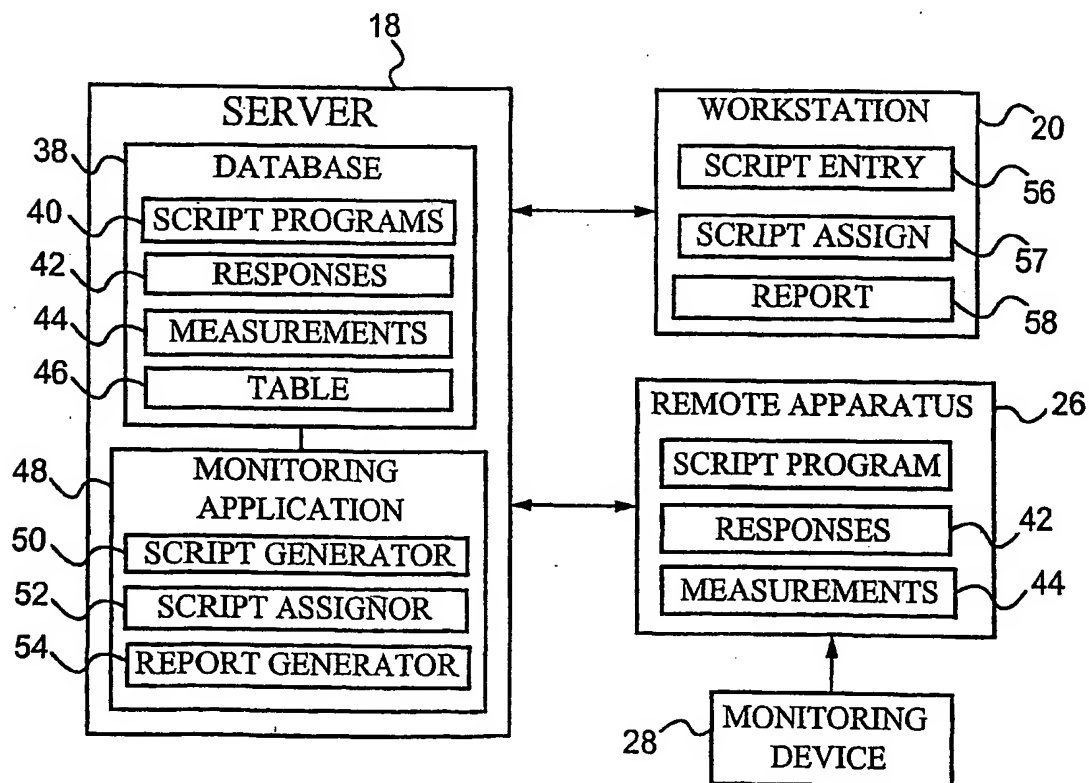 18
SERVER
38
DATABASE
40
SCRIPT PROGRAMS
42
RESPONSES
44
MEASUREMENTS
46
TABLE
48
MONITORING
APPLICATION
50
SCRIPT GENERATOR
52
SCRIPT ASSIGNOR
54
REPORT GENERATOR
WORKSTATION
20
SCRIPT ENTRY
56
SCRIPT ASSIGN
57
REPORT
58
REMOTE APPARATUS
26
SCRIPT PROGRAM
RESPONSES
42
MEASUREMENTS
44
28
MONITORING
DEVICE